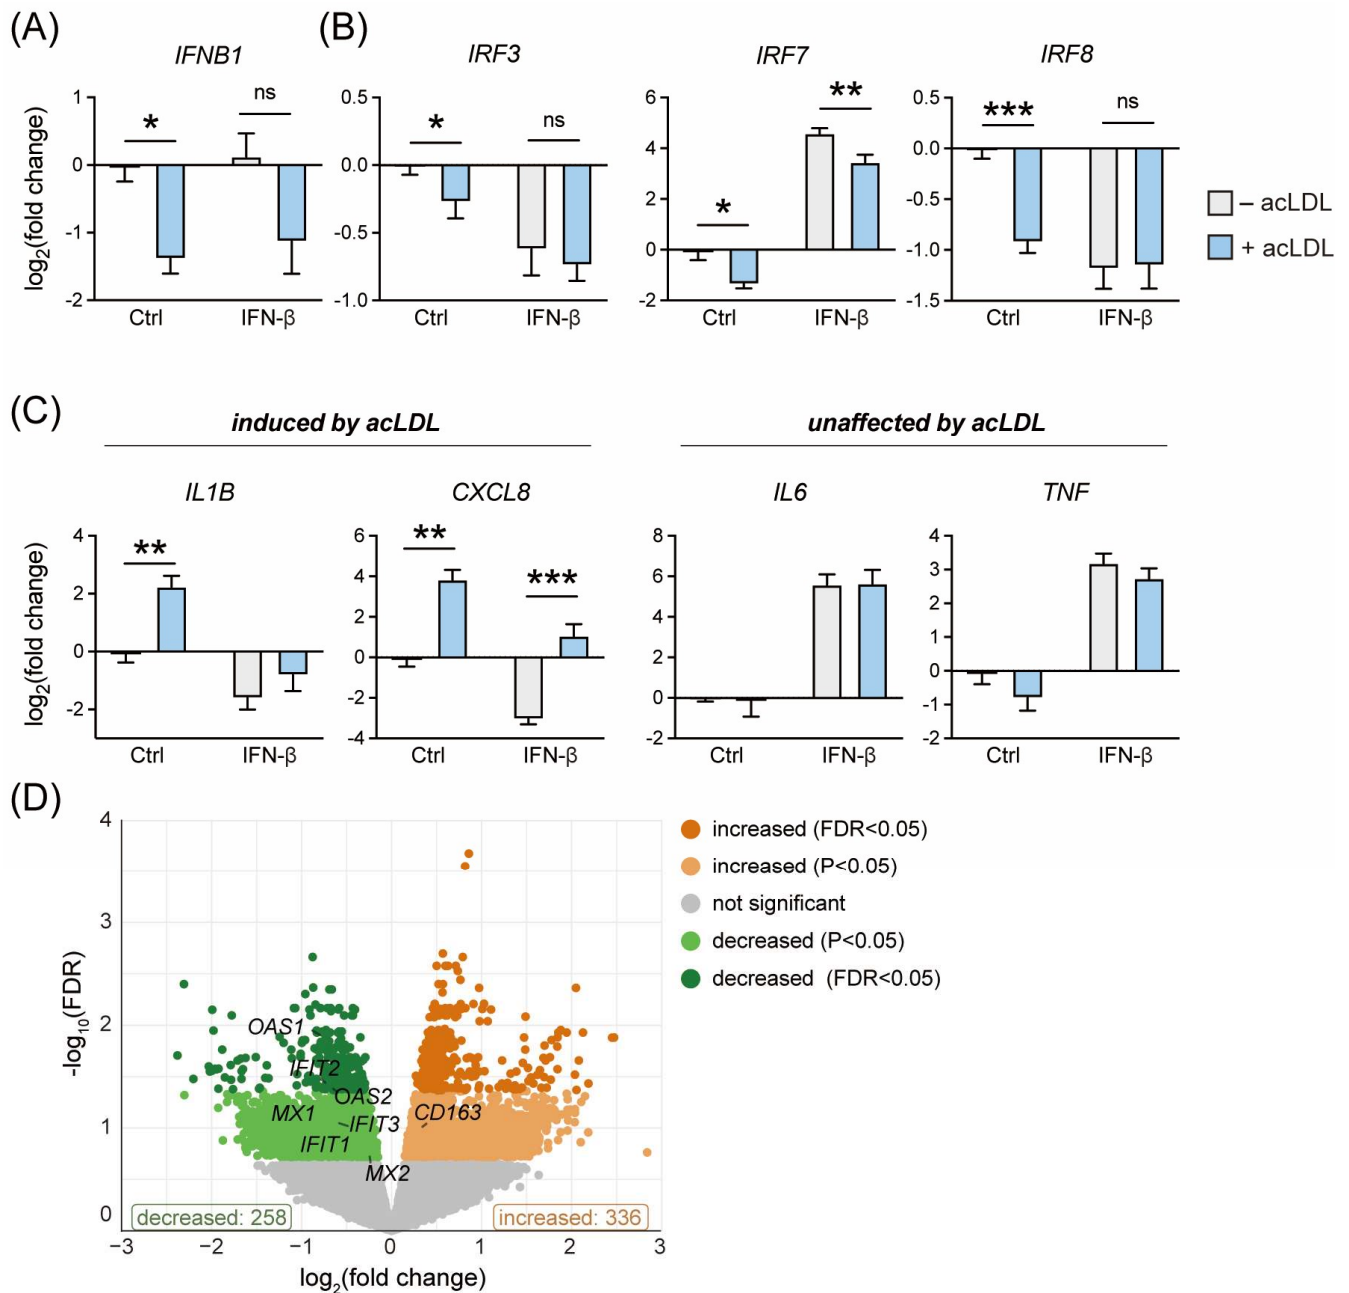 (A)
(B)
IFNB1
IRF3
IRF7
IRF8
log2(fold change)
1
0
-1
-2
*
ns
Ctrl
IFN-β
0.5
0.0
-0.5
-1.0
*
ns
Ctrl
IFN-β
6
4
2
0
-2
*
**
Ctrl
IFN-β
0.5
0.0
-0.5
-1.0
-1.5
***
ns
Ctrl
IFN-β
– acLDL
+ acLDL
(C)
induced by acLDL
unaffected by acLDL
IL1B
CXCL8
IL6
TNF
log2(fold change)
4
2
0
-2
**
Ctrl
IFN-β
6
4
2
0
-2
-4
**
***
Ctrl
IFN-β
8
6
4
2
0
-2
Ctrl
IFN-β
4
3
2
1
0
-1
-2
Ctrl
IFN-β
(D)
-log10(FDR)
4
3
2
1
0
OAS1
IFIT2
OAS2
MX1
IFIT3
CD163
IFIT1
MX2
decreased: 258
increased: 336
−3
−2
−1
0
1
2
3
log2(fold change)
increased (FDR<0.05)
increased (P<0.05)
not significant
decreased (P<0.05)
decreased (FDR<0.05)